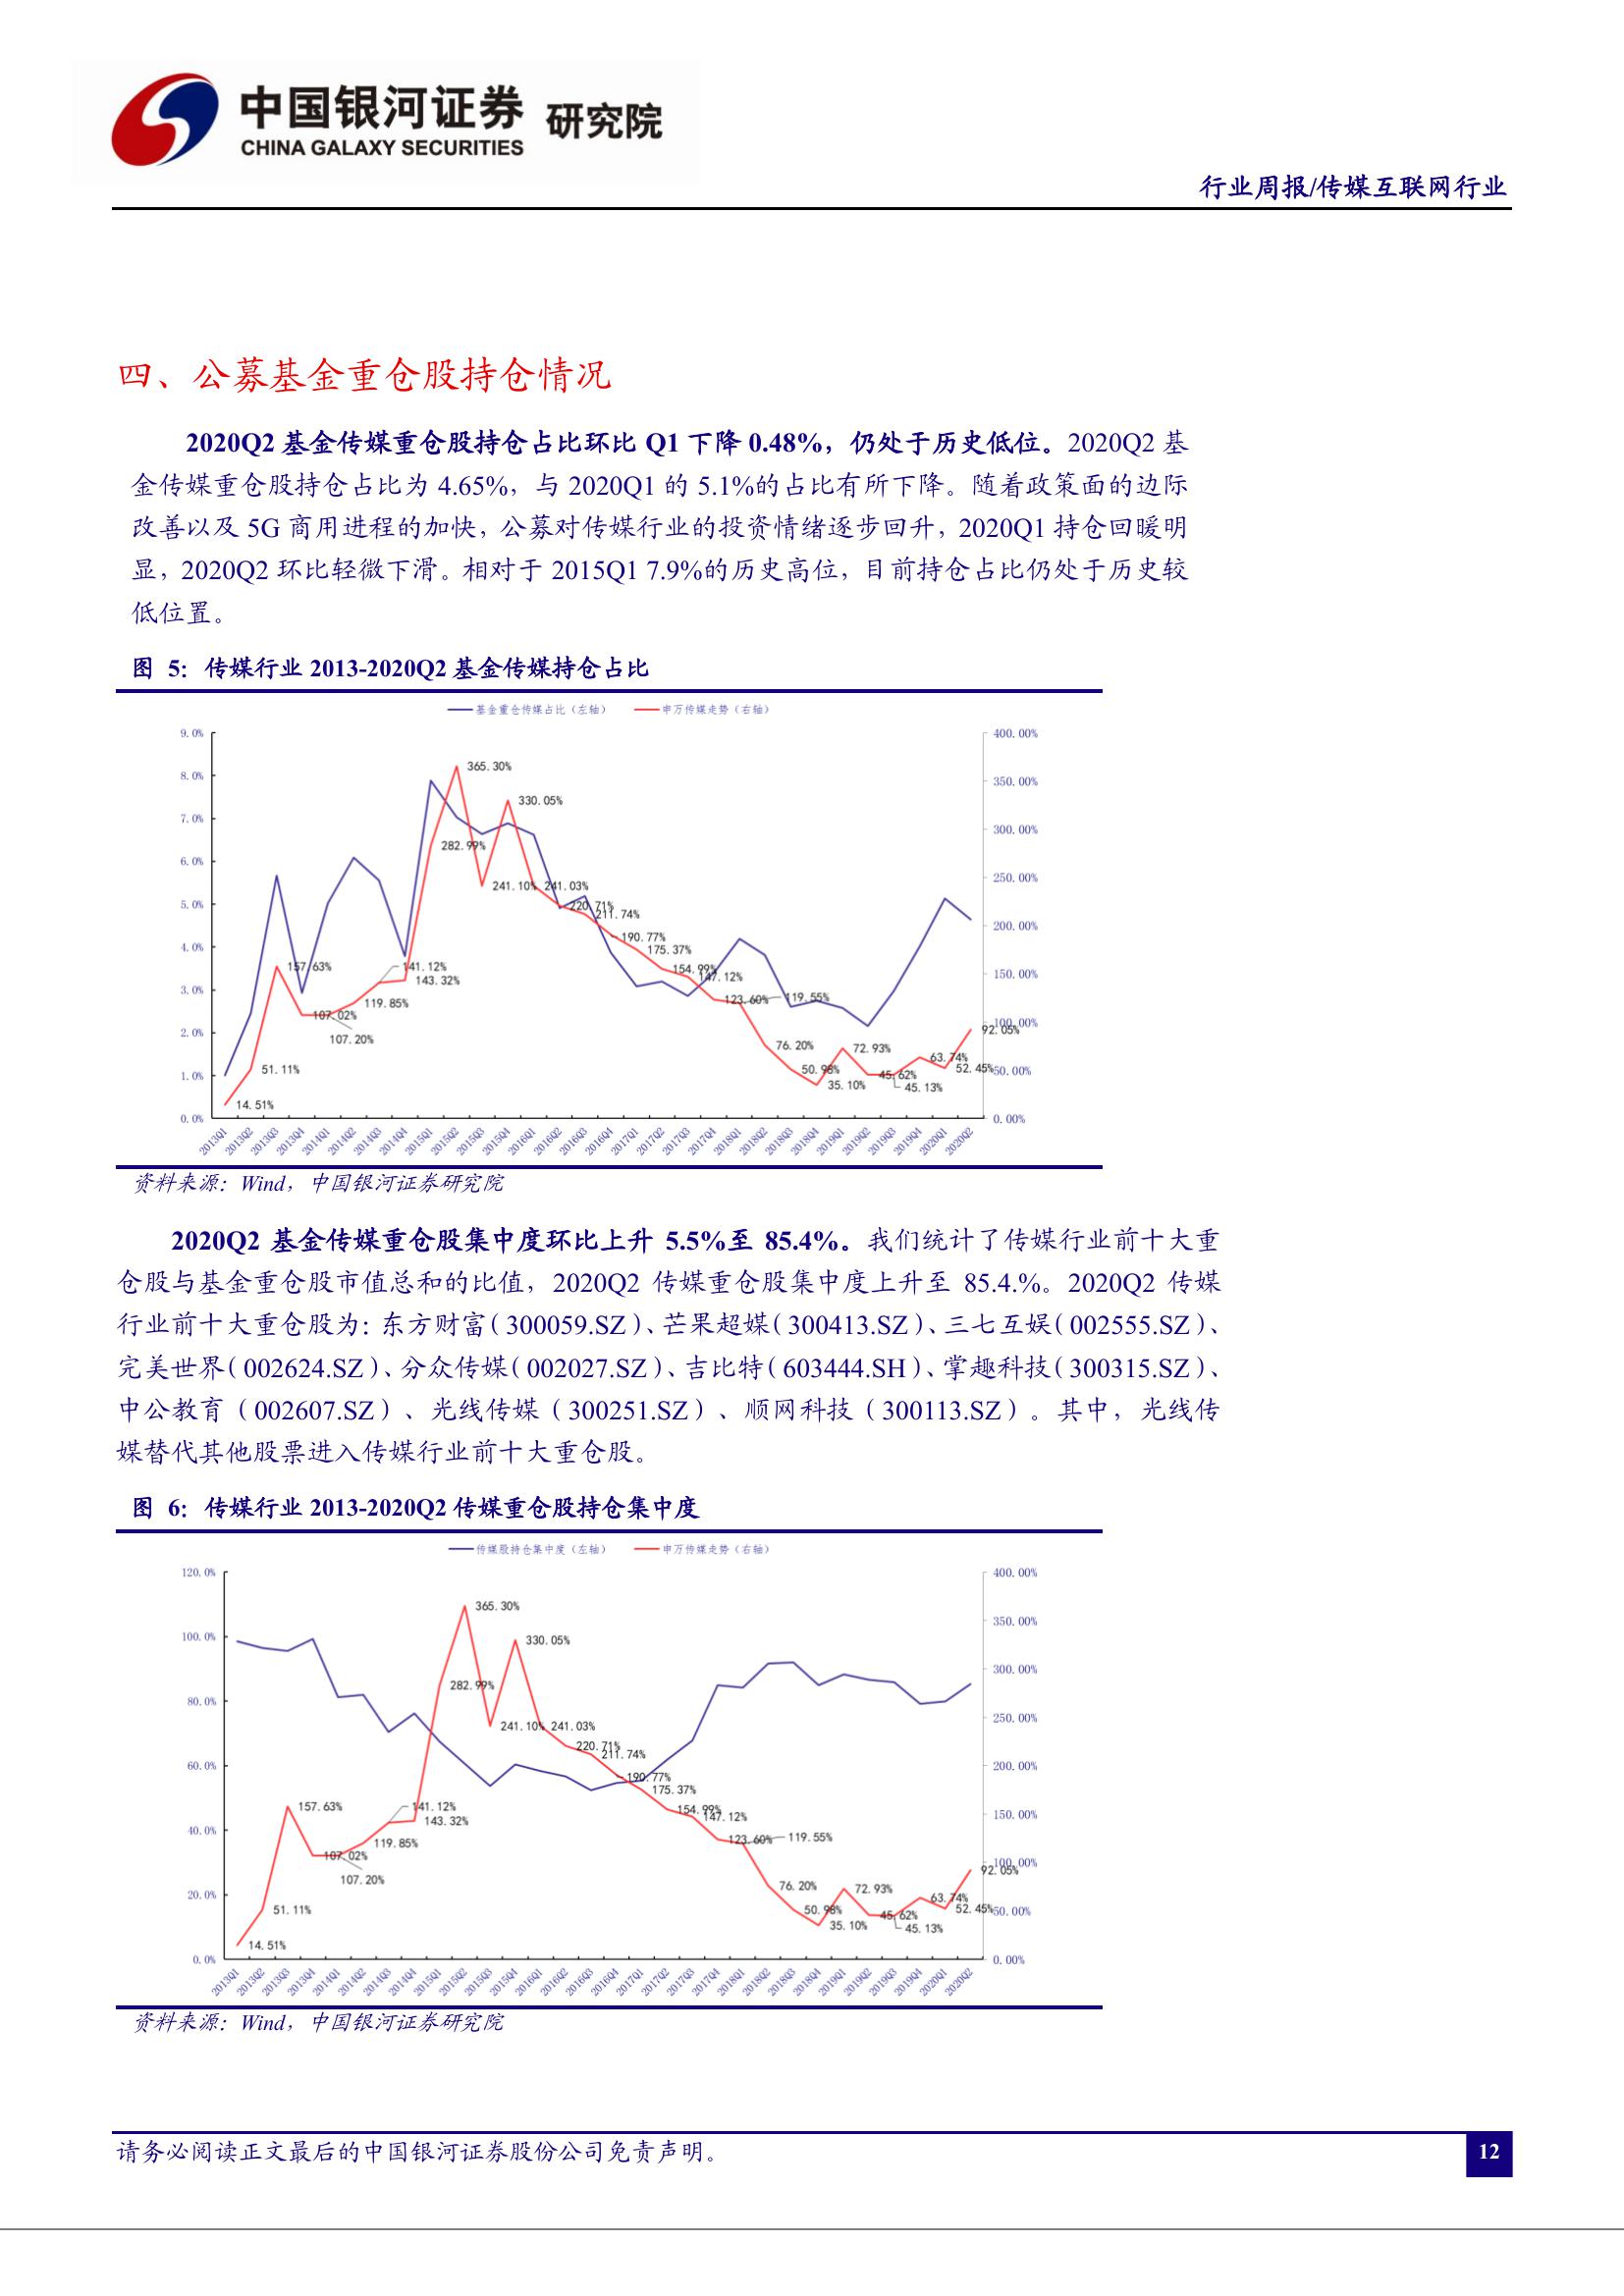 中国银河证券 研究院
CHINA GALAXY SECURITIES
行业周报/传媒互联网行业
四、公募基金重仓股持仓情况
2020Q2 基金传媒重仓股持仓占比环比 Q1 下降 0.48%，仍处于历史低位。2020Q2 基
金传媒重仓股持仓占比为 4.65%，与 2020Q1 的 5.1%的占比有所下降。随着政策面的边际
改善以及 5G 商用进程的加快，公募对传媒行业的投资情绪逐步回升，2020Q1 持仓回暖明
显，2020Q2 环比轻微下滑。相对于 2015Q1 7.9%的历史高位，目前持仓占比仍处于历史较
低位置。
图 5：传媒行业 2013-2020Q2 基金传媒持仓占比
基金重仓传媒占比（左轴） 申万传媒走势（右轴）
9.0% 400.00%
365.30%
8.0% 350.00%
330.05%
7.0% 300.00%
282.99%
6.0% 250.00%
241.10% 241.03%
5.0% 220.71% 200.00%
211.74%
190.77%
4.0% 175.37%
157.63% 141.12% 154.99% 150.00%
143.32% 147.12%
3.0% 119.85% 123.60% 119.55%
107.02% 100.00%
2.0% 107.20% 92.05%
76.20% 72.93% 63.74%
51.11% 50.98% 52.45% 50.00%
1.0% 35.10% 45.62% 45.13%
14.51%
0.0% 0.00%
2013Q1 2013Q2 2013Q3 2013Q4 2014Q1 2014Q2 2014Q3 2014Q4 2015Q1 2015Q2 2015Q3 2015Q4 2016Q1 2016Q2 2016Q3 2016Q4 2017Q1 2017Q2 2017Q3 2017Q4 2018Q1 2018Q2 2018Q3 2018Q4 2019Q1 2019Q2 2019Q3 2019Q4 2020Q1 2020Q2
资料来源：Wind，中国银河证券研究院
2020Q2 基金传媒重仓股集中度环比上升 5.5%至 85.4%。我们统计了传媒行业前十大重
仓股与基金重仓股市值总和的比值，2020Q2 传媒重仓股集中度上升至 85.4.%。2020Q2 传媒
行业前十大重仓股为：东方财富（300059.SZ）、芒果超媒（300413.SZ）、三七互娱（002555.SZ）、
完美世界（002624.SZ）、分众传媒（002027.SZ）、吉比特（603444.SH）、掌趣科技（300315.SZ）、
中公教育（002607.SZ）、光线传媒（300251.SZ）、顺网科技（300113.SZ）。其中，光线传
媒替代其他股票进入传媒行业前十大重仓股。
图 6：传媒行业 2013-2020Q2 传媒重仓股持仓集中度
传媒股持仓集中度（左轴） 申万传媒走势（右轴）
120.0% 400.00%
365.30%
350.00%
100.0% 330.05%
300.00%
80.0% 282.99%
250.00%
241.10% 241.03%
60.0% 220.71% 200.00%
211.74%
190.77%
175.37%
157.63% 141.12% 154.99% 150.00%
40.0% 143.32% 147.12%
119.85% 123.60% 119.55%
107.02% 100.00%
107.20% 92.05%
20.0% 76.20% 72.93% 63.74%
51.11% 50.98% 52.45% 50.00%
35.10% 45.62% 45.13%
14.51%
0.0% 0.00%
2013Q1 2013Q2 2013Q3 2013Q4 2014Q1 2014Q2 2014Q3 2014Q4 2015Q1 2015Q2 2015Q3 2015Q4 2016Q1 2016Q2 2016Q3 2016Q4 2017Q1 2017Q2 2017Q3 2017Q4 2018Q1 2018Q2 2018Q3 2018Q4 2019Q1 2019Q2 2019Q3 2019Q4 2020Q1 2020Q2
资料来源：Wind，中国银河证券研究院
请务必阅读正文最后的中国银河证券股份公司免责声明。
12